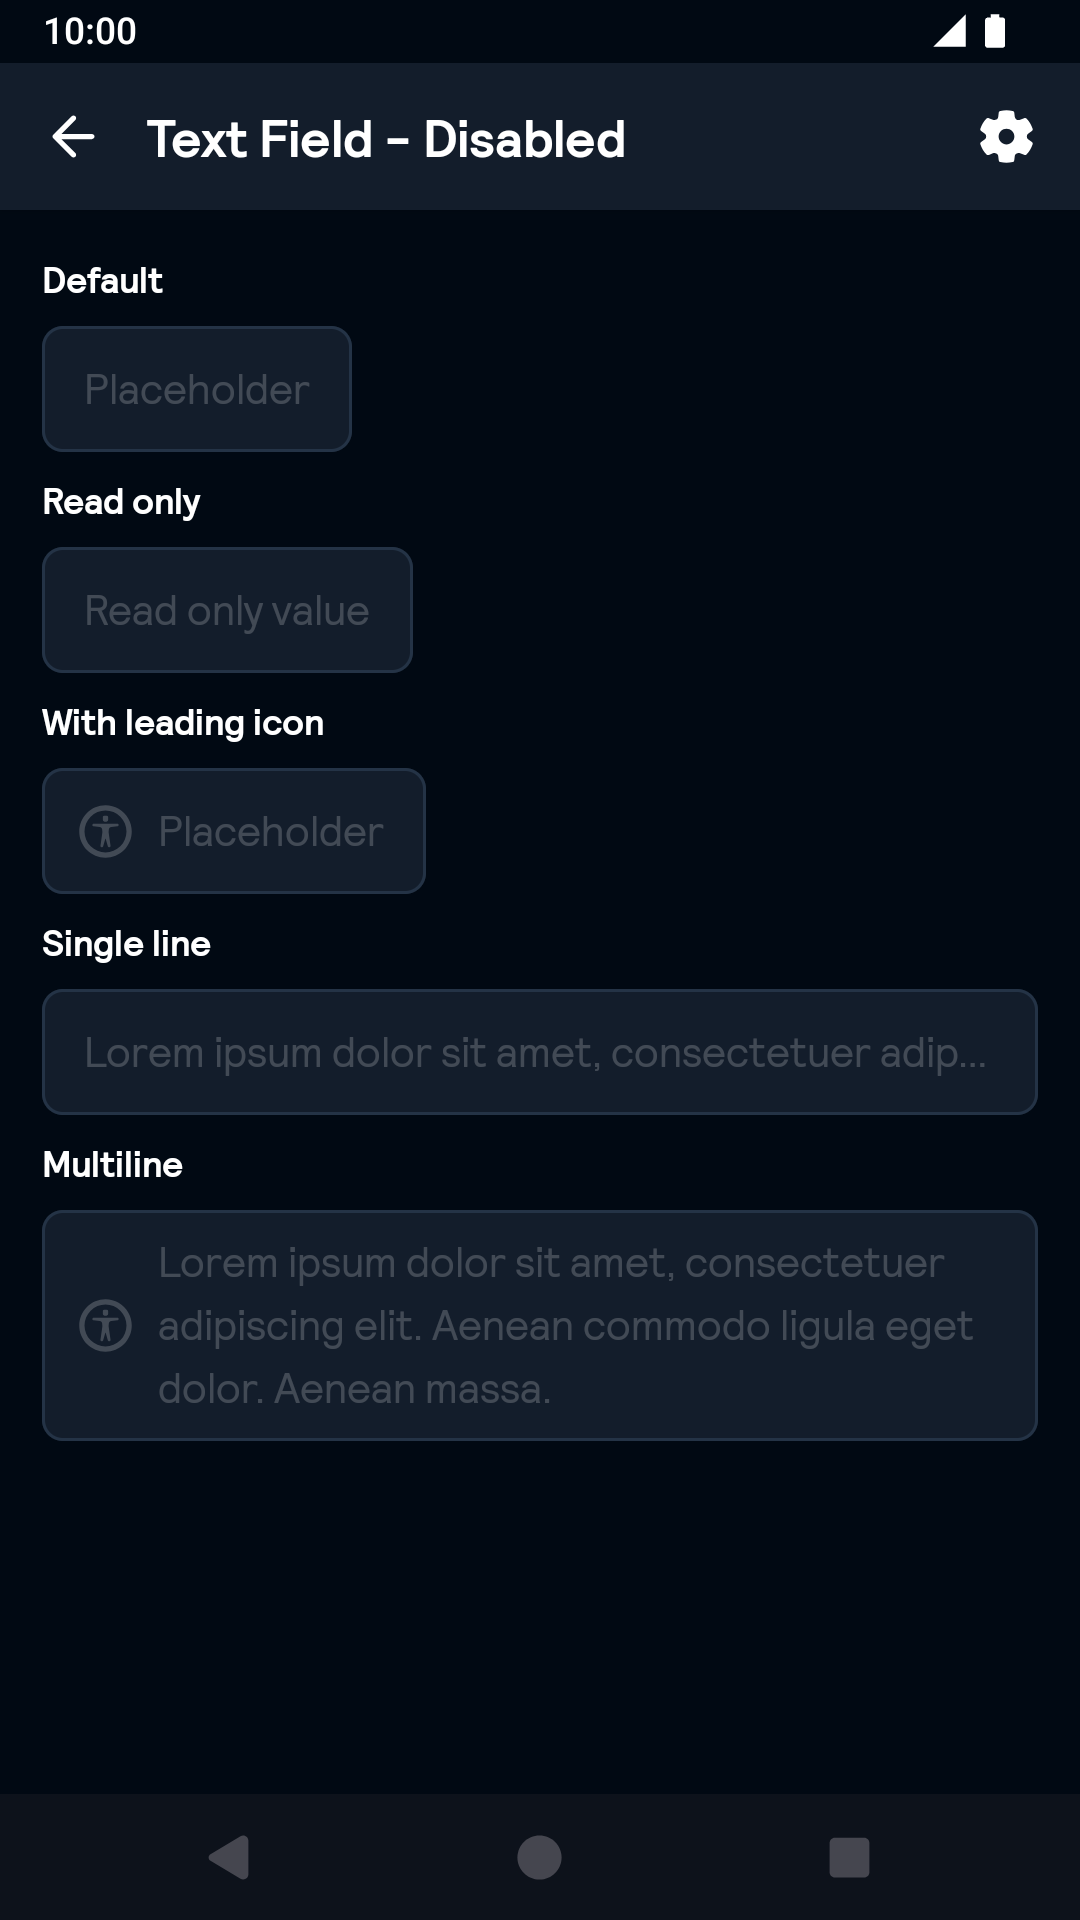 10:00
Text Field - Disabled
Default
Placeholder
Read only
Read only value
With leading icon
Placeholder
Single line
Lorem ipsum dolor sit amet, consectetuer adip...
Multiline
Lorem ipsum dolor sit amet, consectetuer
adipiscing elit. Aenean commodo ligula eget
dolor. Aenean massa.